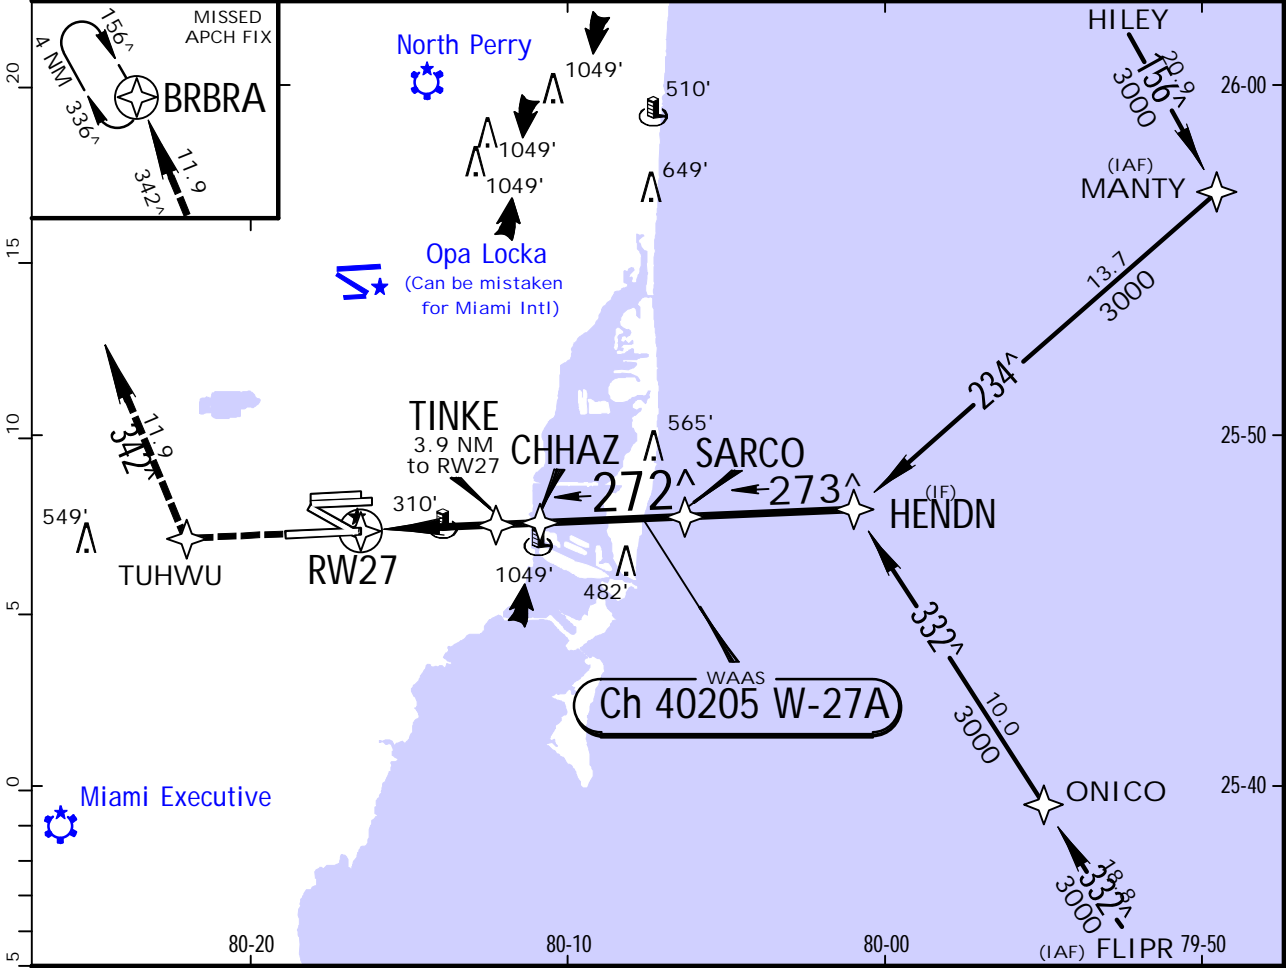 MISSED
APCH FIX
156^
4 NM
336^
BRBRA
11.9
342^
North Perry
1049'
510'
1049'
649'
1049'
HILEY
20.9
156^
3000
26-00
(IAF)
MANTY
Opa Locka
(Can be mistaken
for Miami Intl)
13.7
3000
234^
11.9
342^
TINKE
3.9 NM
to RW27
CHHAZ
565'
SARCO
25-50
272^
273^
(IF)
HENDN
310'
549'
TUHWU
RW27
1049'
482'
332^
10.0
3000
WAAS
Ch 40205 W-27A
Miami Executive
ONICO
25-40
18.8
332^
3000
(IAF) FLIPR
20
15
10
5
0
5
80-20
80-10
80-00
79-50